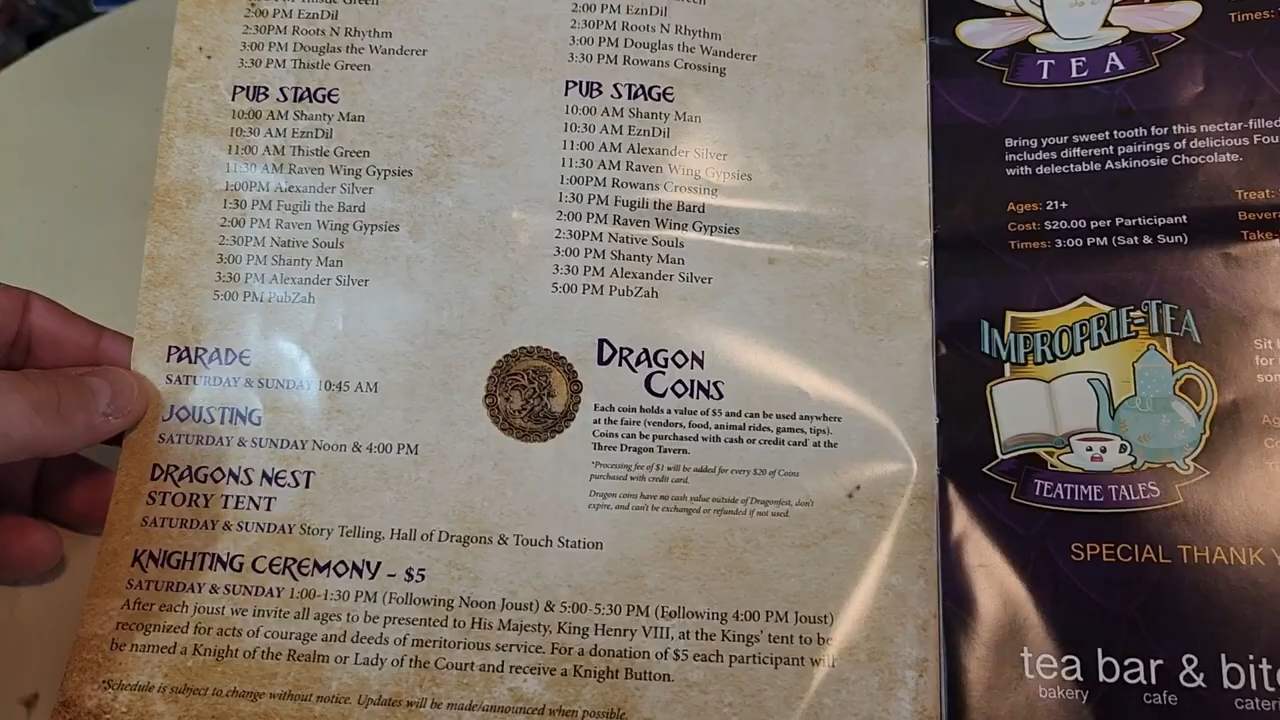 2:00 PM EznDil
2:30PM Roots N Rhythm
3:00 PM Douglas the Wanderer
3:30 PM Thistle Green
PUB STAGE
10:00 AM Shanty Man
10:30 AM EznDil
11:00 AM Thistle Green
11:30 AM Raven Wing Gypsies
1:00PM Alexander Silver
1:30 PM Fugili the Bard
2:00 PM Raven Wing Gypsies
2:30PM Native Souls
3:00 PM Shanty Man
3:30 PM Alexander Silver
5:00 PM PubZah
2:00 PM EznDil
2:30PM Roots N Rhythm
3:00 PM Douglas the Wanderer
3:30 PM Rowans Crossing
PUB STAGE
10:00 AM Shanty Man
10:30 AM EznDil
11:00 AM Alexander Silver
11:30 AM Raven Wing Gypsies
1:00PM Rowans Crossing
1:30 PM Fugili the Bard
2:00 PM Raven Wing Gypsies
2:30PM Native Souls
3:00 PM Shanty Man
3:30 PM Alexander Silver
5:00 PM PubZah
PARADE
SATURDAY & SUNDAY 10:45 AM
JOUSTING
SATURDAY & SUNDAY Noon & 4:00 PM
DRAGONS NEST
STORY TENT
SATURDAY & SUNDAY Story Telling, Hall of Dragons & Touch Station
KNIGHTING CEREMONY – $5
SATURDAY & SUNDAY 1:00-1:30 PM (Following Noon Joust) & 5:00-5:30 PM (Following 4:00 PM Joust)
After each joust we invite all ages to be presented to His Majesty, King Henry VIII, at the Kings' tent to be
recognized for acts of courage and deeds of meritorious service. For a donation of $5 each participant will
be named a Knight of the Realm or Lady of the Court and receive a Knight Button.
*Schedule is subject to change without notice. Updates will be made/announced when possible.
DRAGON
COINS
Each coin holds a value of $5 and can be used anywhere
at the faire (vendors, food, animal rides, games, tips).
Coins can be purchased with cash or credit card* at the
Three Dragon Tavern.
*Processing fee of $1 will be added for every $20 of Coins
purchased with credit card.
Dragon coins have no cash value outside of Dragonfest, don't
expire, and can't be exchanged or refunded if not used.
TEA
Times:
Bring your sweet tooth for this nectar-filled
includes different pairings of delicious
with delectable Askinosie Chocolate.
Ages: 21+
Cost: $20.00 per Participant
Times: 3:00 PM (Sat & Sun)
Treat:
IMPROPRIE-TEA
TEATIME TALES
Sit
for
SPECIAL THANK
tea bar &
bakery cafe